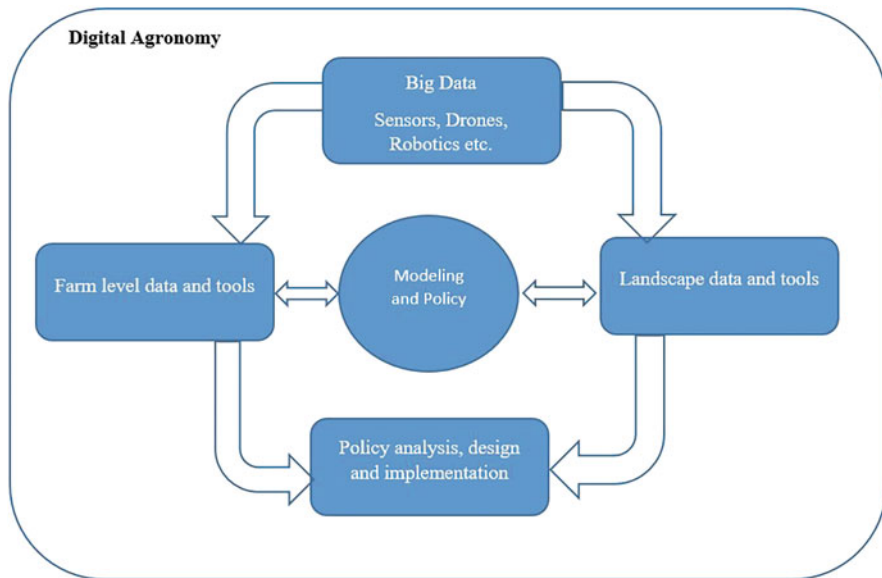 Digital Agronomy
Big Data
Sensors, Drones,
Robotics etc.
Farm level data and tools
Modeling
and Policy
Landscape data and tools
Policy analysis, design
and implementation